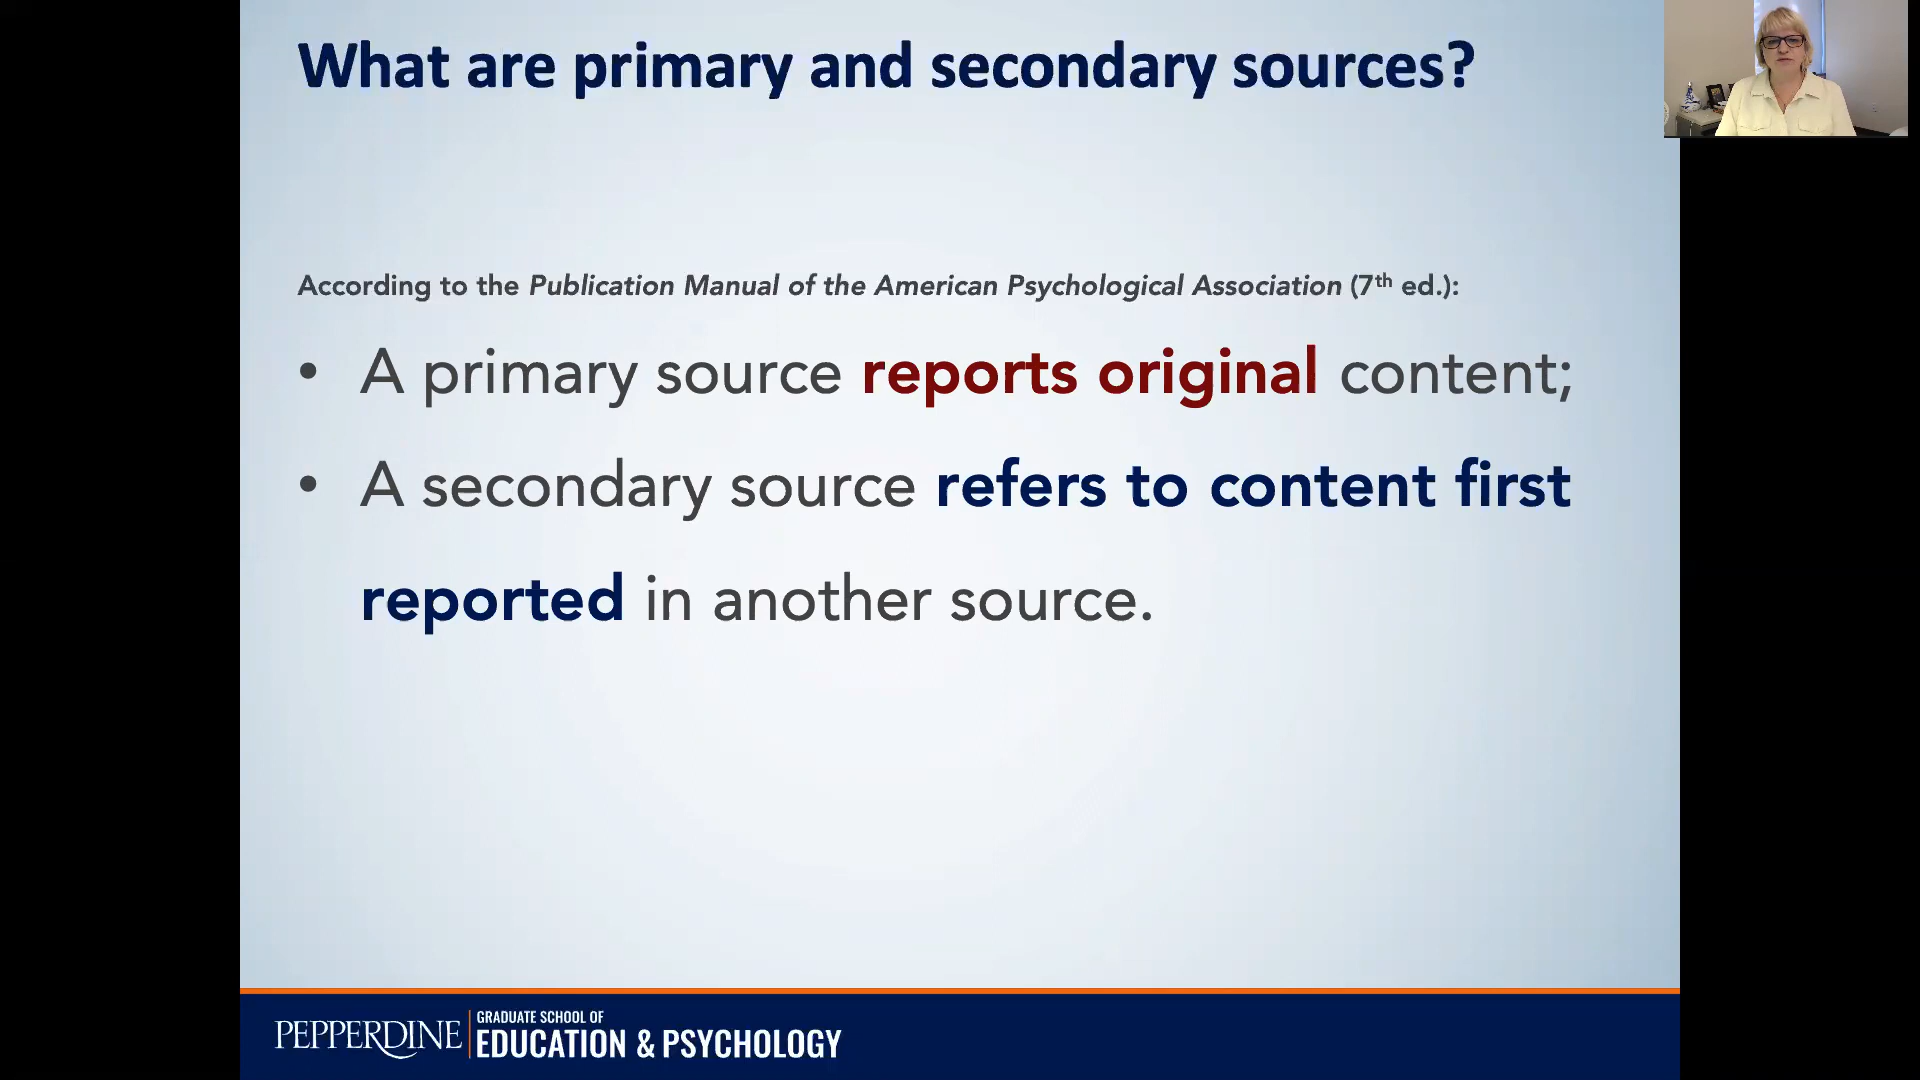 What are primary and secondary sources?
According to the Publication Manual of the American Psychological Association (7th ed.):
• A primary source reports original content;
• A secondary source refers to content first
reported in another source.
PEPPERDINE
GRADUATE SCHOOL OF
EDUCATION & PSYCHOLOGY